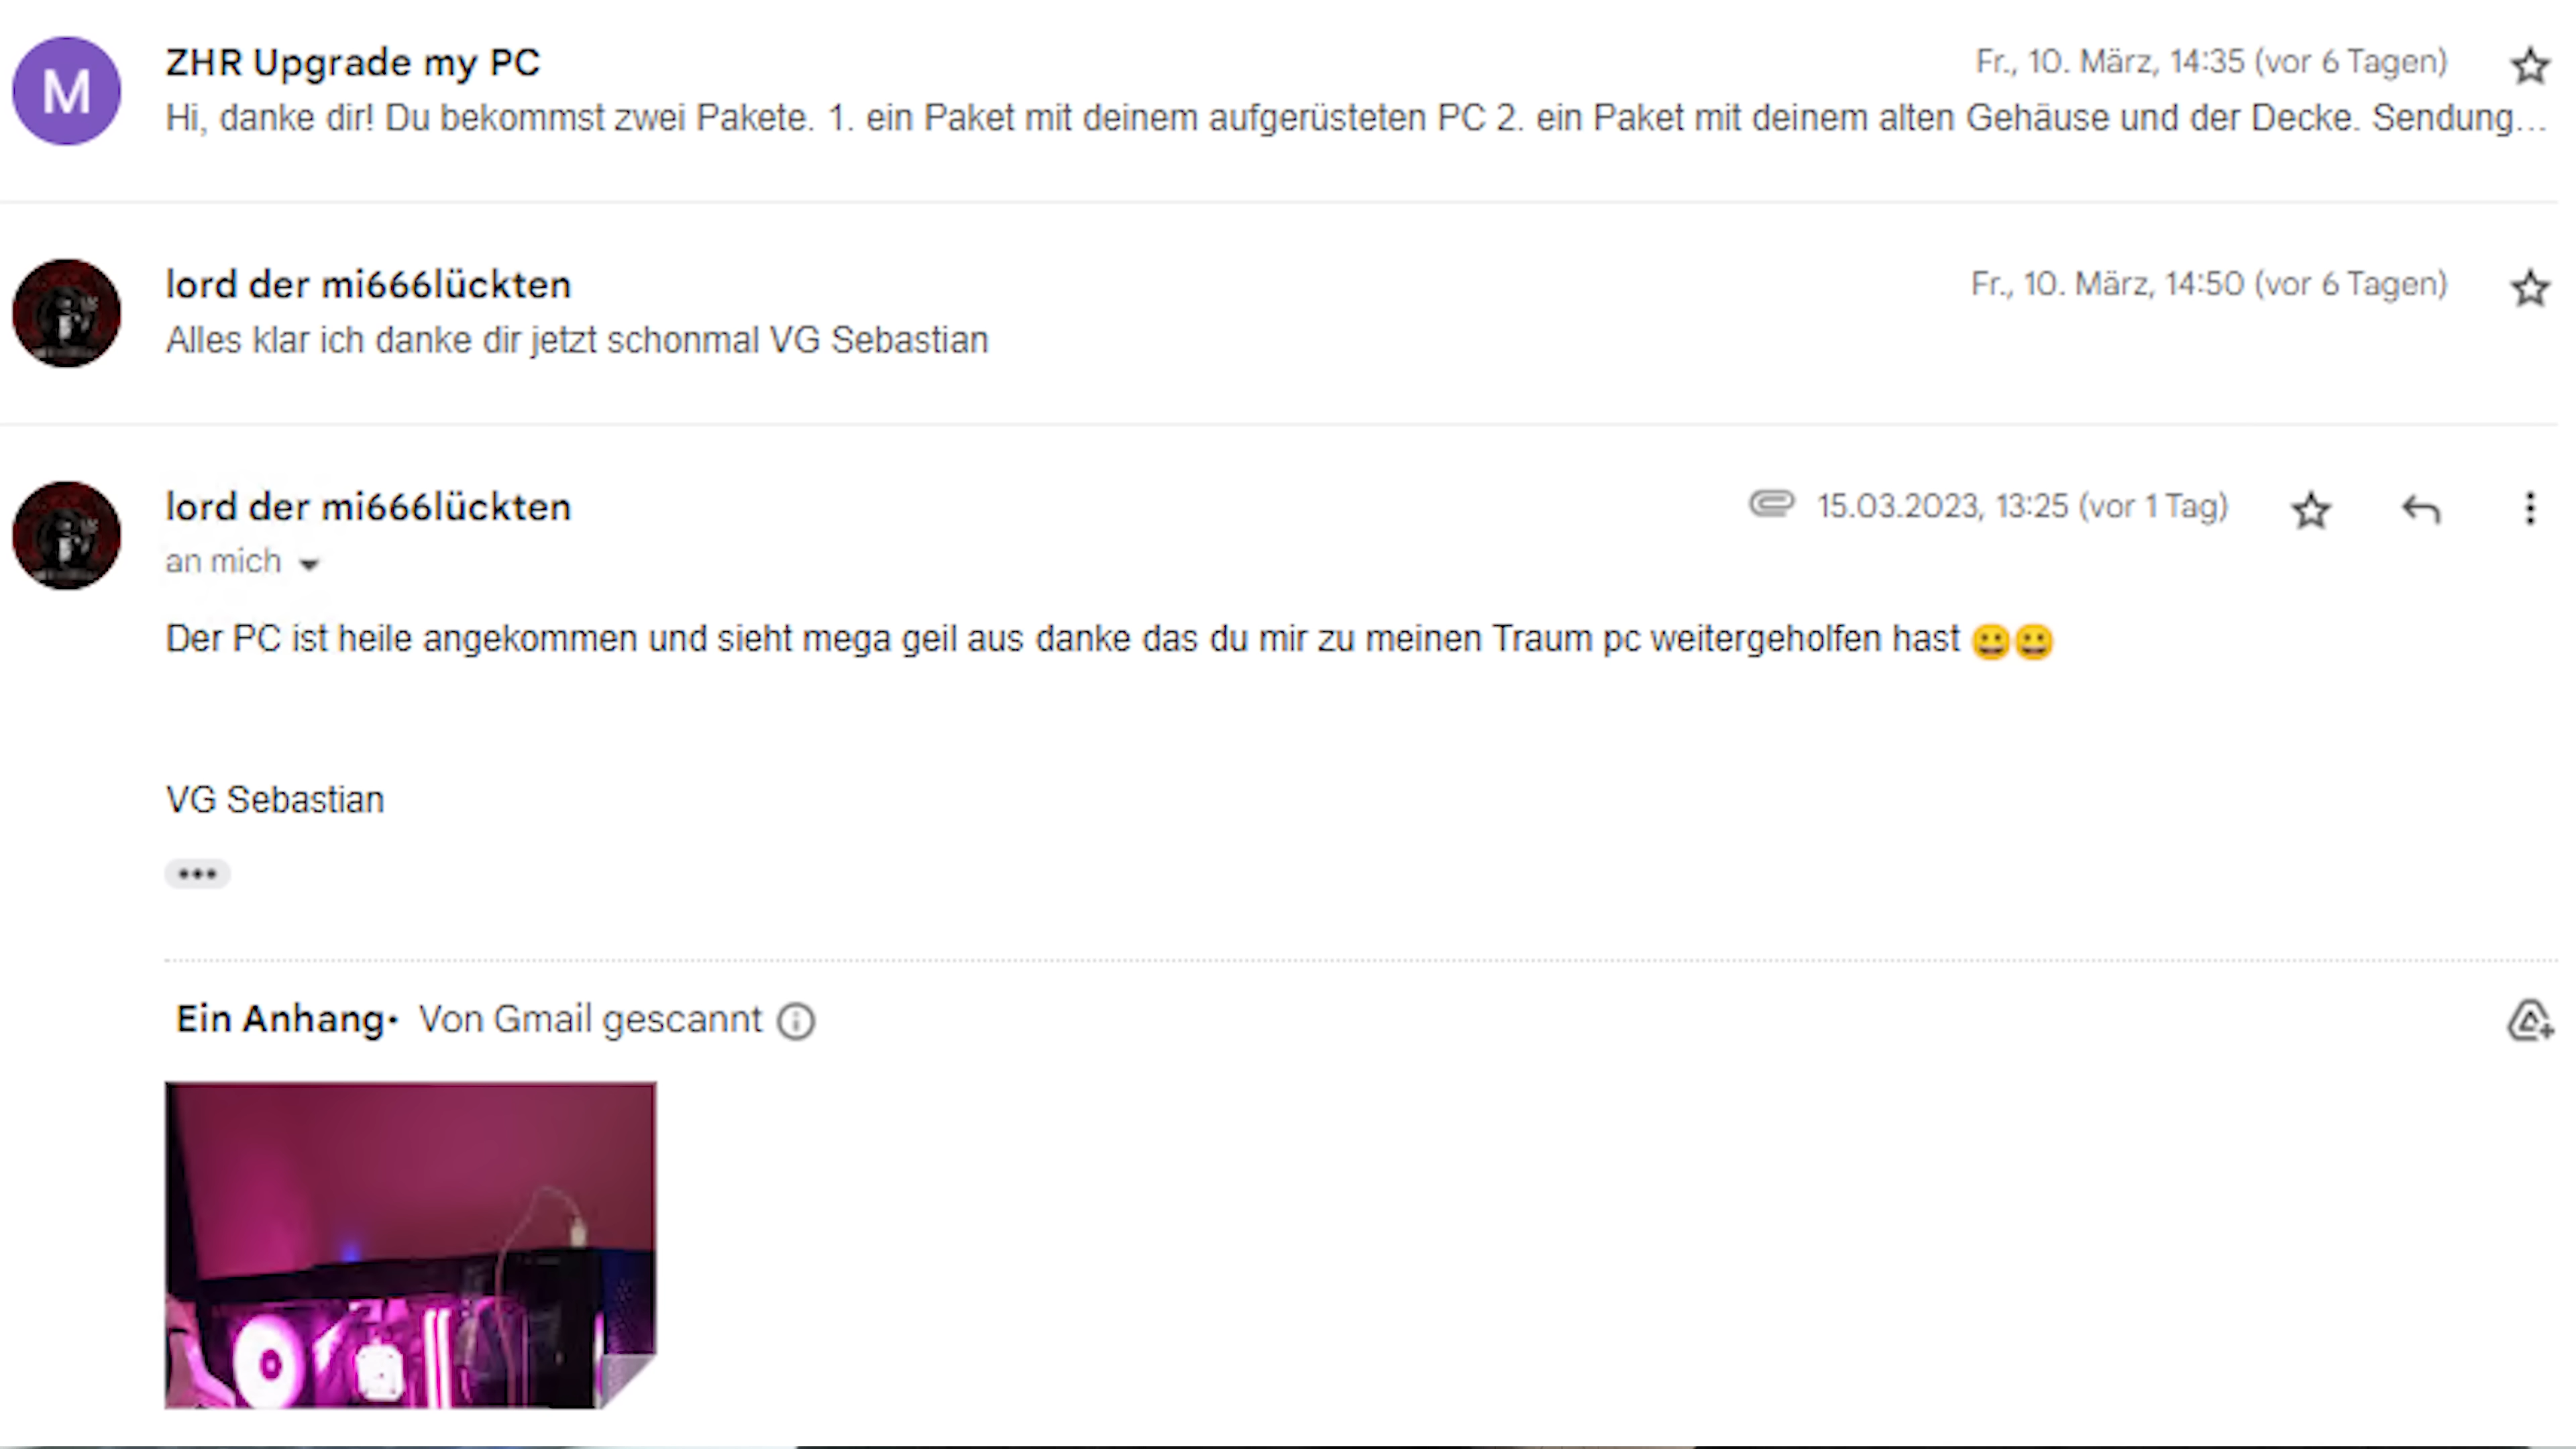 M
ZHR Upgrade my PC
Fr., 10. März, 14:35 (vor 6 Tagen)
Hi, danke dir! Du bekommst zwei Pakete. 1. ein Paket mit deinem aufgerüsteten PC 2. ein Paket mit deinem alten Gehäuse und der Decke. Sendung...
lord der mi666lückten
Fr., 10. März, 14:50 (vor 6 Tagen)
Alles klar ich danke dir jetzt schonmal VG Sebastian
lord der mi666lückten
15.03.2023, 13:25 (vor 1 Tag)
an mich
Der PC ist heile angekommen und sieht mega geil aus danke das du mir zu meinen Traum pc weitergeholfen hast 😀😀
VG Sebastian
Ein Anhang• Von Gmail gescannt